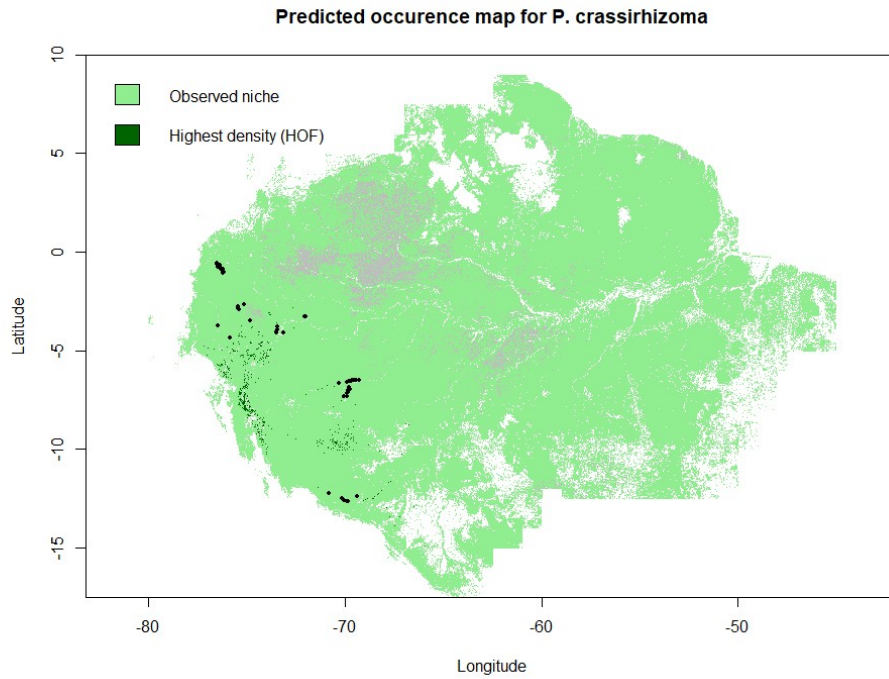 Predicted occurence map for P. crassirhizoma
Observed niche
Highest density (HOF)
Latitude
10
5
0
-5
-10
-15
-80
-70
-60
-50
Longitude